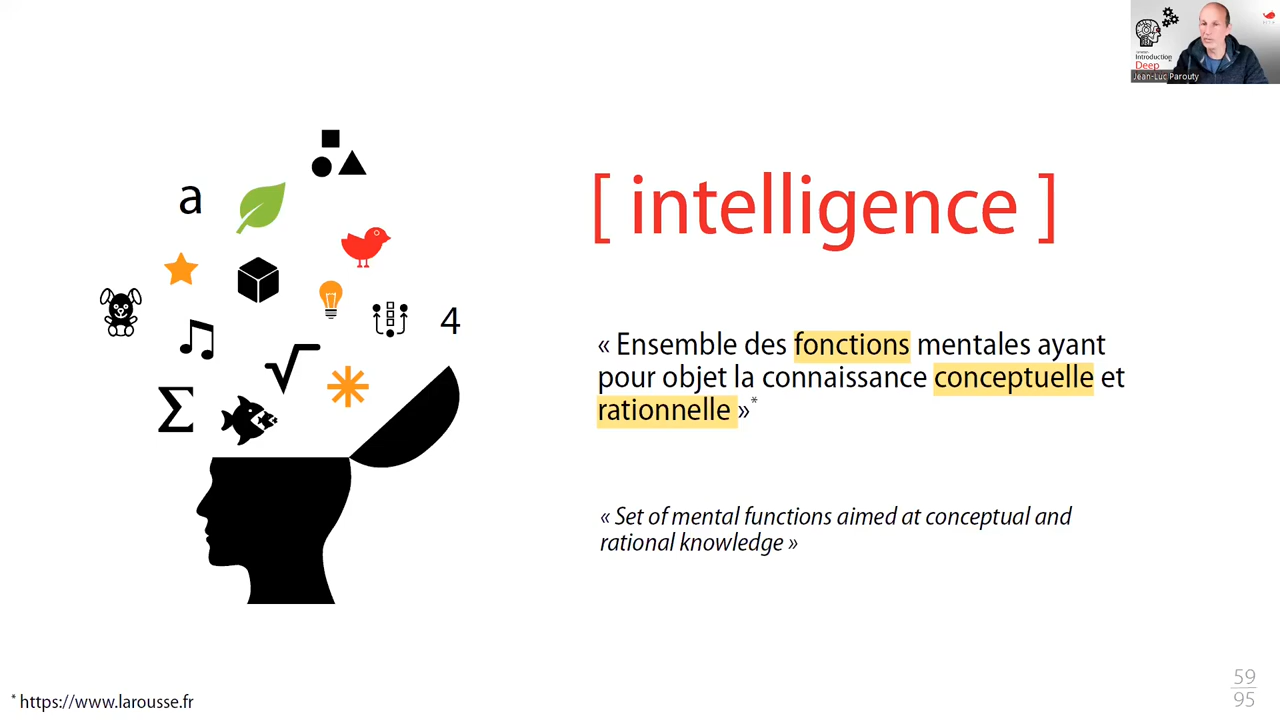 Introduction
Deep
Jean-Luc Parouty
a
4
√
Σ
[ intelligence ]
« Ensemble des fonctions mentales ayant
pour objet la connaissance conceptuelle et
rationnelle »*
« Set of mental functions aimed at conceptual and
rational knowledge »
* https://www.larousse.fr
59
95